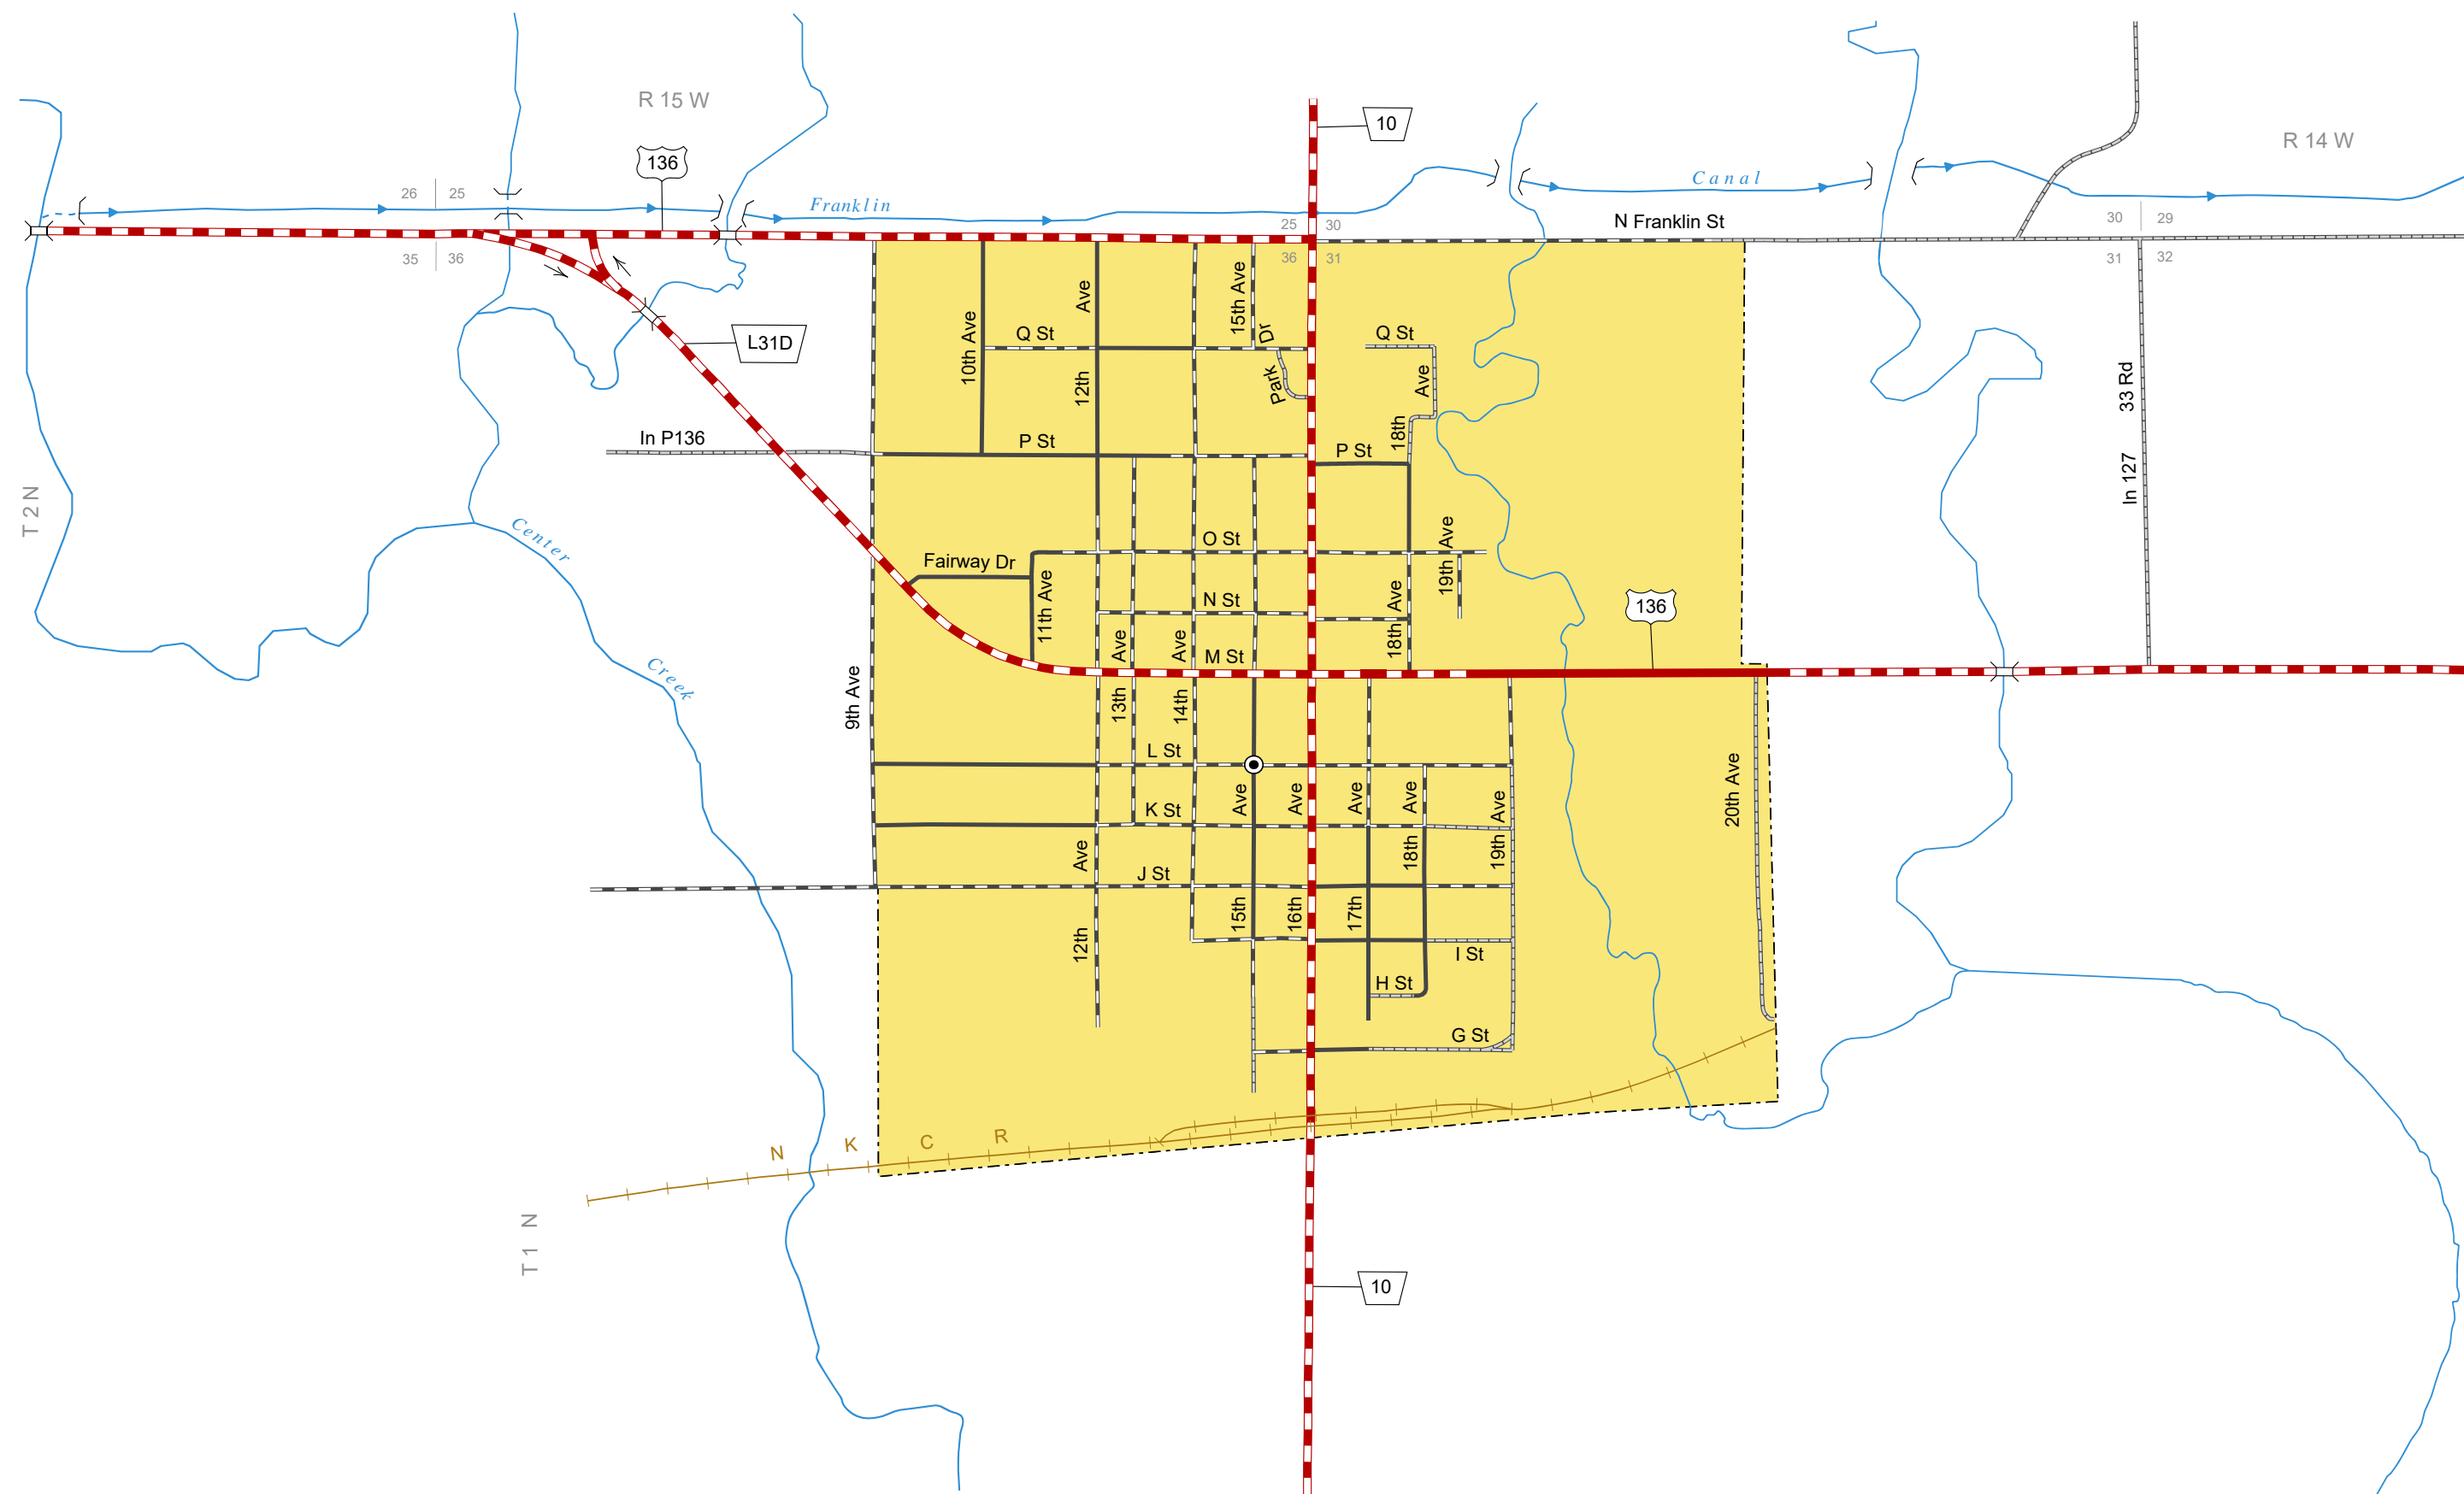 R 15 W
10
136
R 14 W
Canal
26
25
Franklin
25
30
N Franklin St
30
29
35
36
36
31
31
32
L31D
10th Ave
Q St
12th Ave
15th Ave
Park Dr
Q St
18th Ave
In 127 33 Rd
In P136
P St
P St
T 2 N
Center Creek
O St
19th Ave
Fairway Dr
11th Ave
N St
18th Ave
136
13th Ave
14th Ave
M St
9th Ave
L St
20th Ave
K St
15th Ave
16th Ave
17th Ave
18th Ave
19th Ave
12th Ave
J St
I St
H St
G St
N K C R
T 1 N
10